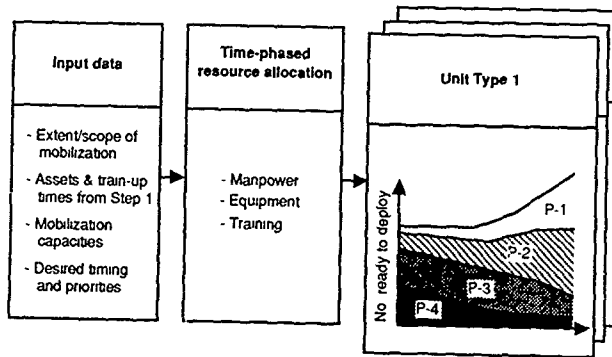 Input data
- Extent/scope of
mobilization
- Assets & train-up
times from Step 1
- Mobilization
capacities
- Desired timing
and priorities
Time-phased
resource allocation
- Manpower
- Equipment
- Training
Unit Type 1
No ready to deploy
P-1
P-2
P-3
P-4